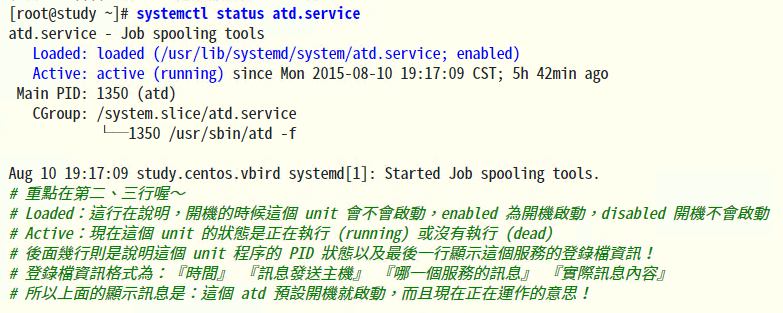 [root@study ~]# systemctl status atd.service
atd.service - Job spooling tools
   Loaded: loaded (/usr/lib/systemd/system/atd.service; enabled)
   Active: active (running) since Mon 2015-08-10 19:17:09 CST; 5h 42min ago
 Main PID: 1350 (atd)
   CGroup: /system.slice/atd.service
           └─1350 /usr/sbin/atd -f

Aug 10 19:17:09 study.centos.vbird systemd[1]: Started Job spooling tools.
# 重點在第二、三行喔～
# Loaded：這行在說明，開機的時候這個 unit 會不會啟動，enabled 為開機啟動，disabled 開機不會啟動
# Active：現在這個 unit 的狀態是正在執行 (running) 或沒有執行 (dead)
# 後面幾行則是說明這個 unit 程序的 PID 狀態以及最後一行顯示這個服務的登錄檔資訊！
# 登錄檔資訊格式為：『時間』 『訊息發送主機』 『哪一個服務的訊息』 『實際訊息內容』
# 所以上面的顯示訊息是：這個 atd 預設開機就啟動，而且現在正在運作的意思！